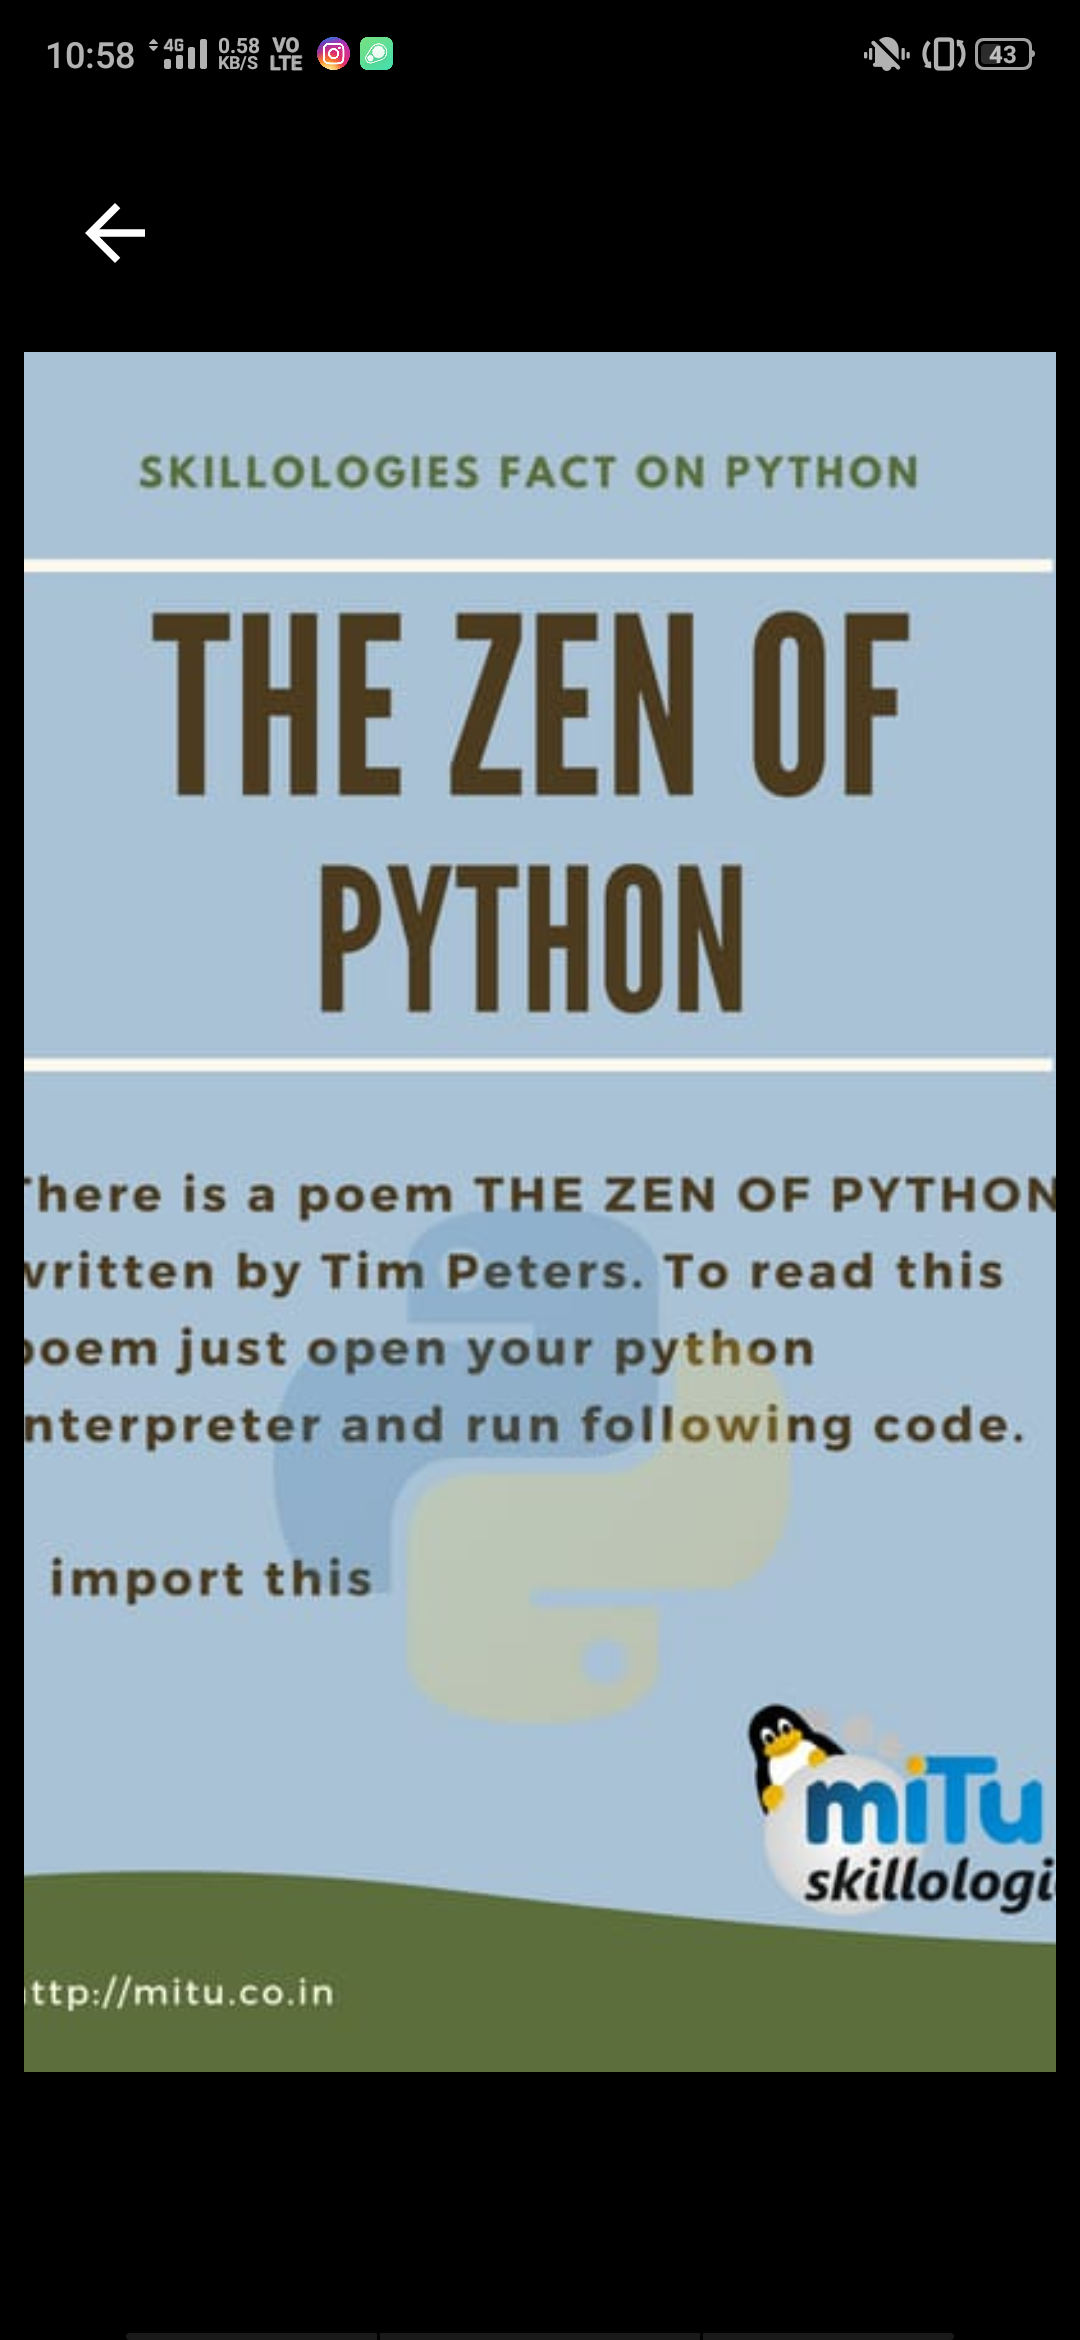 10:58 4G 0.58 KB/S VO LTE 43
SKILLOLOGIES FACT ON PYTHON
THE ZEN OF
PYTHON
here is a poem THE ZEN OF PYTHON
written by Tim Peters. To read this
poem just open your python
nterpreter and run following code.
import this
miTu
skillologi
ttp://mitu.co.in